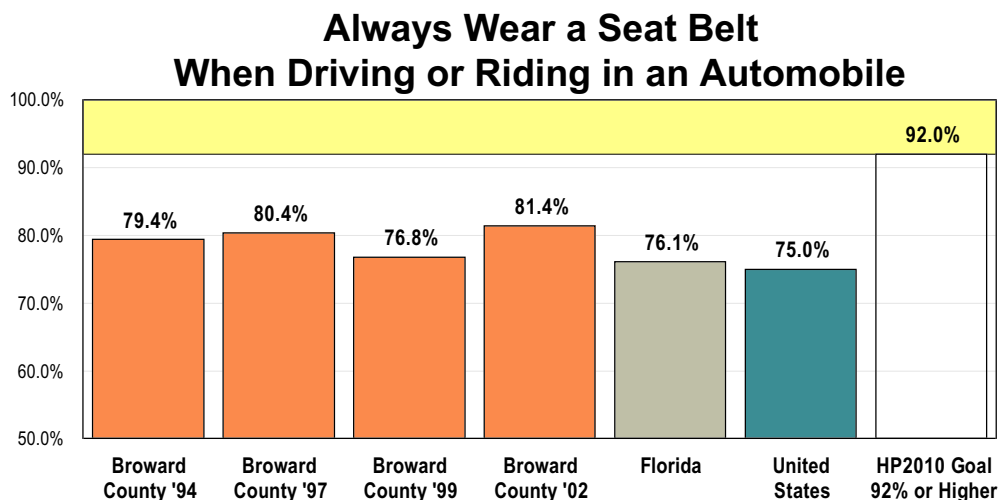 Always Wear a Seat Belt
When Driving or Riding in an Automobile
100.0%
90.0%
80.0%
70.0%
60.0%
50.0%
79.4%
80.4%
76.8%
81.4%
76.1%
75.0%
92.0%
Broward
County '94
Broward
County '97
Broward
County '99
Broward
County '02
Florida
United
States
HP2010 Goal
92% or Higher